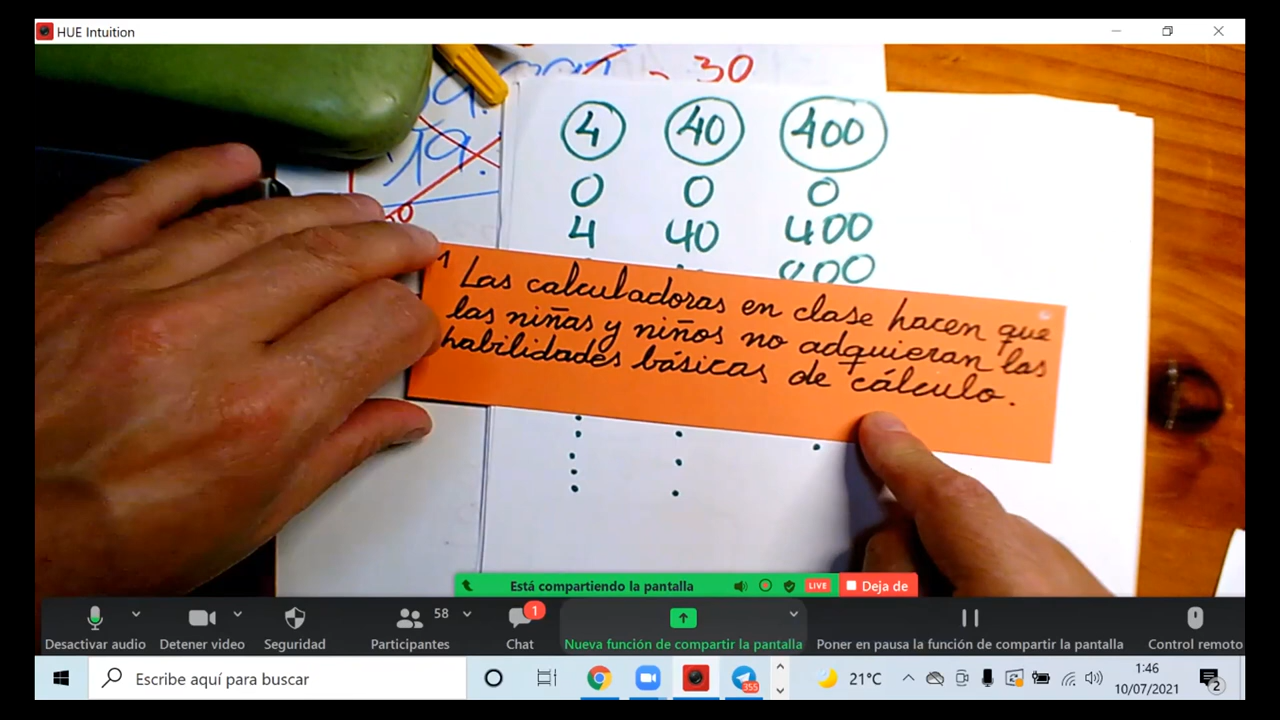 HUE Intuition
- 30
19.
4 40 400
0 0 0
4 40 400
800
1 Las calculadoras en clase hacen que
las niñas y niños no adquieran las
habilidades básicas de cálculo.
Está compartiendo la pantalla
LIVE
Deja de
58
1
Desactivar audio
Detener video
Seguridad
Participantes
Chat
Nueva función de compartir la pantalla
Poner en pausa la función de compartir la pantalla
Control remoto
Escribe aquí para buscar
355
21°C
1:46
10/07/2021
2